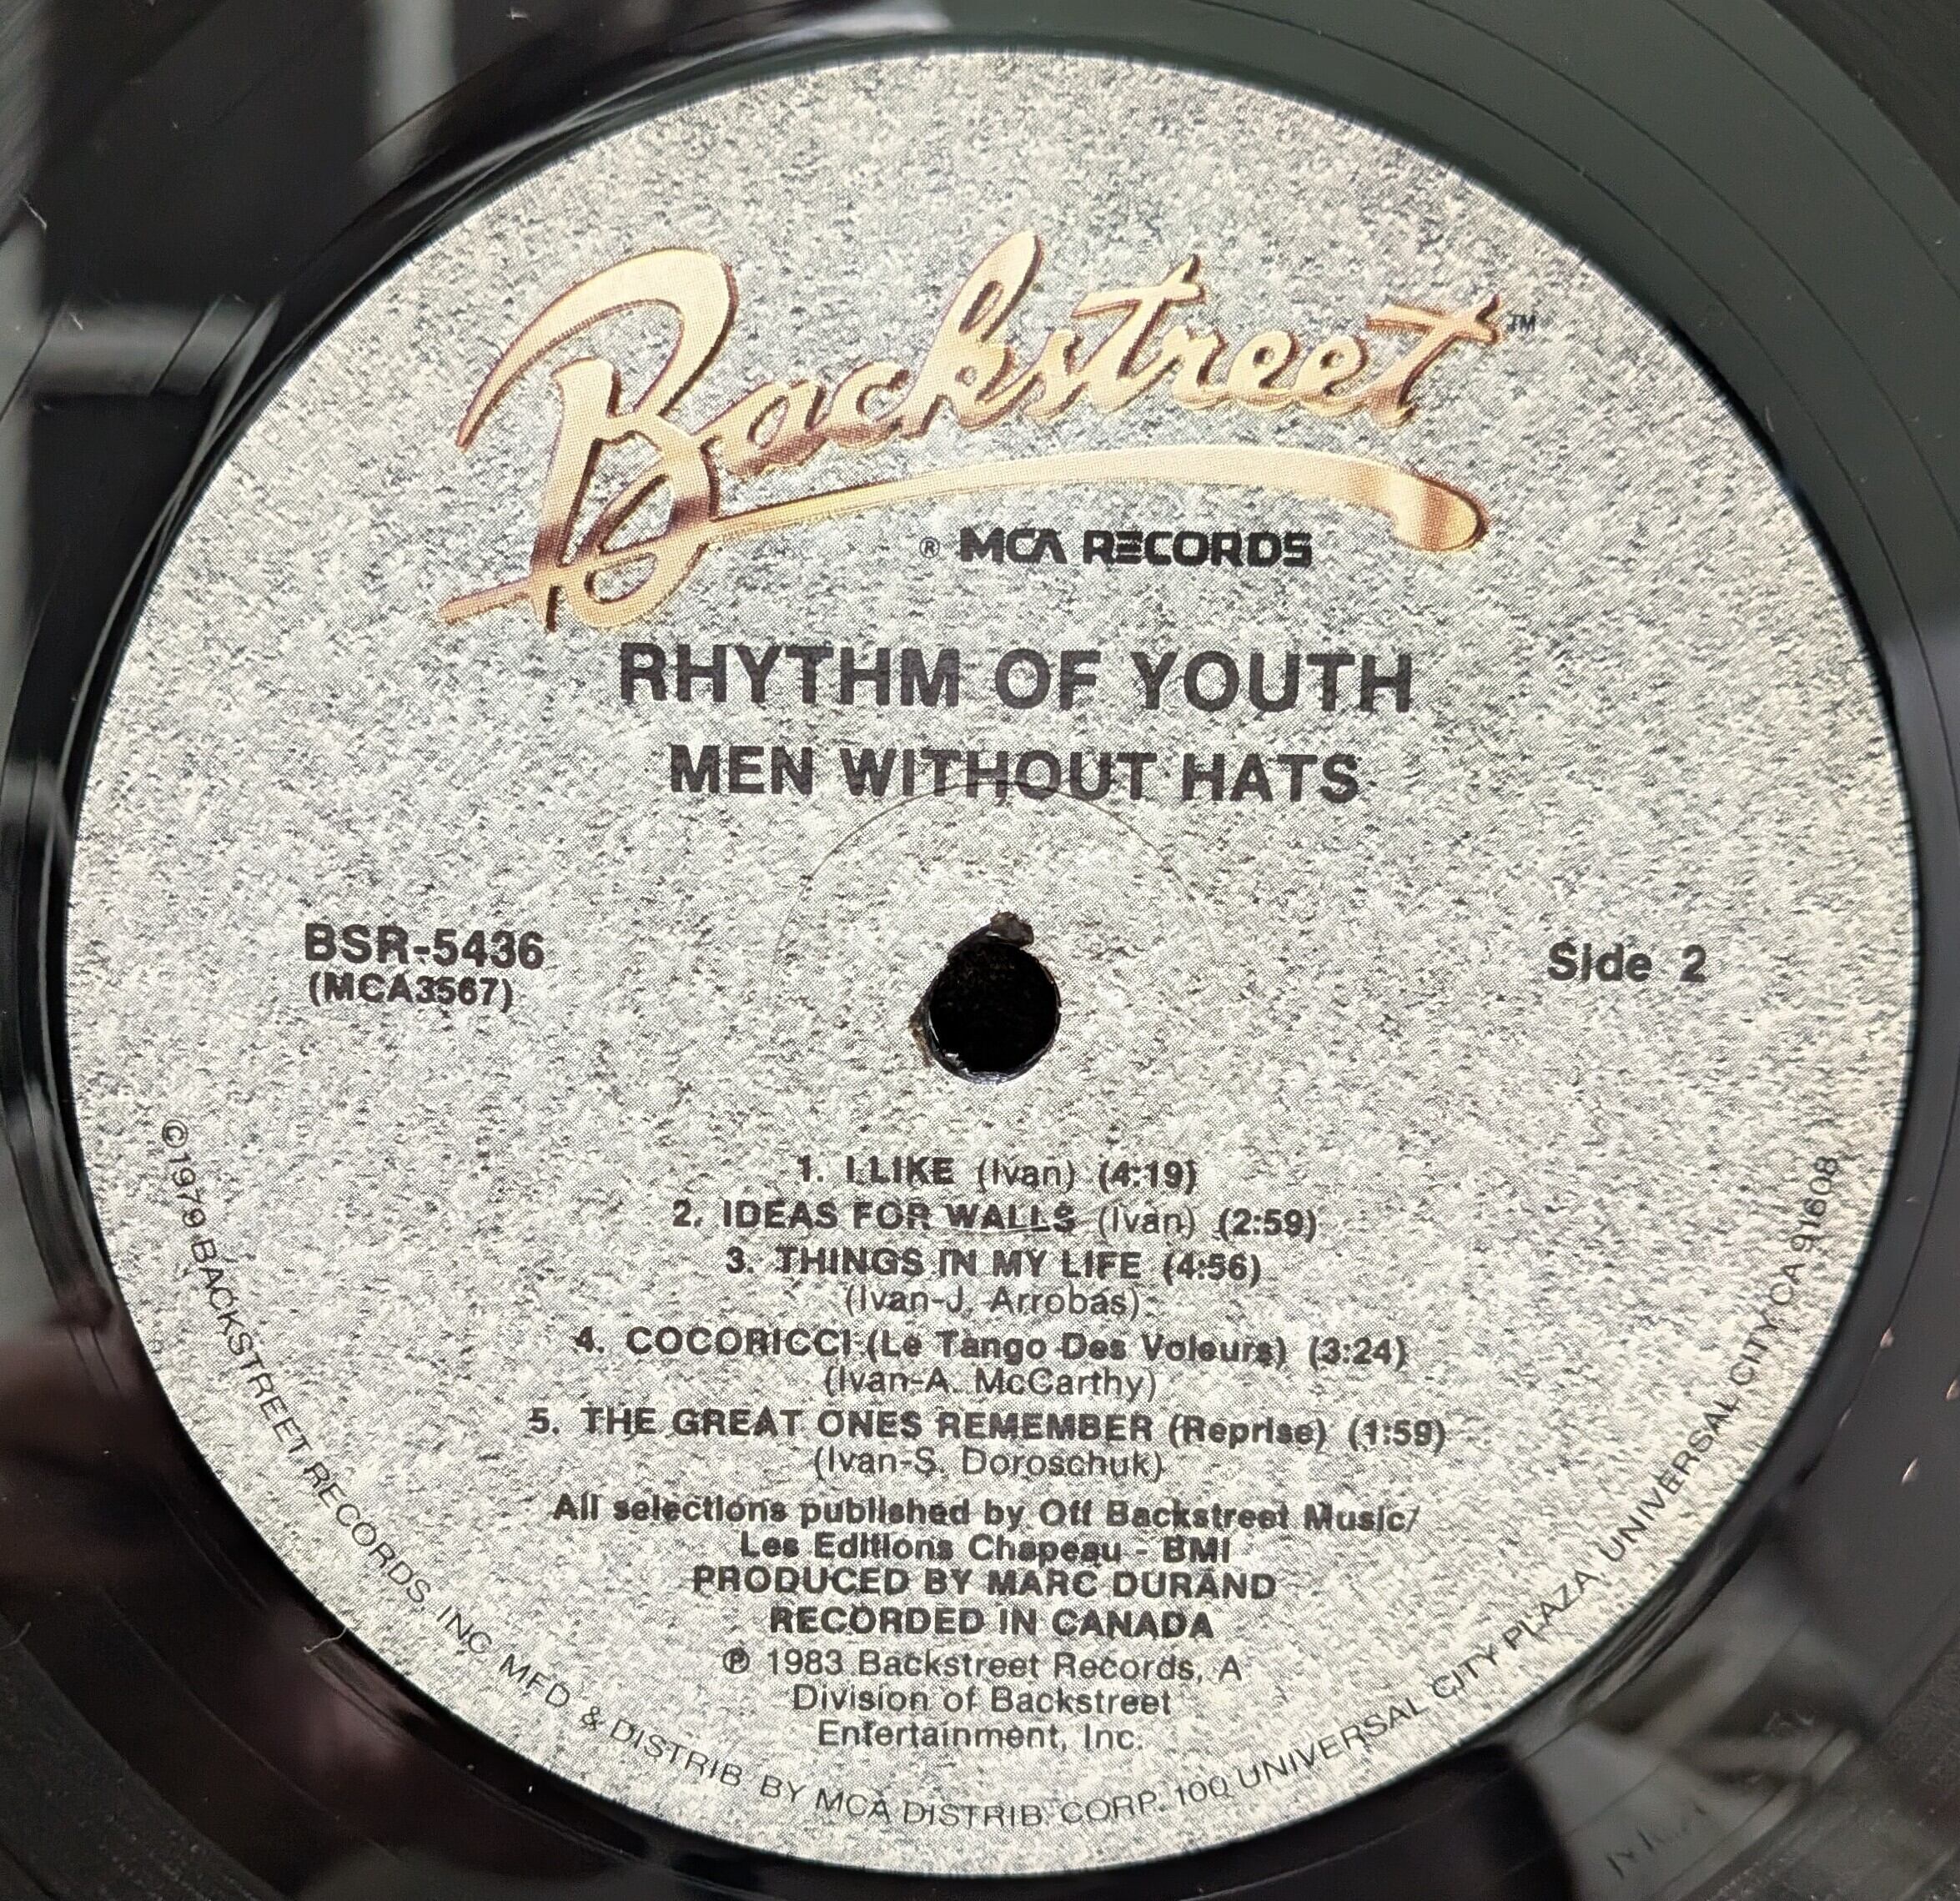 Backstreet™
® MCA RECORDS
RHYTHM OF YOUTH
MEN WITHOUT HATS
BSR-5436
(MCA3567)
Side 2
1. I LIKE (Ivan) (4:19)
2. IDEAS FOR WALLS (Ivan) (2:59)
3. THINGS IN MY LIFE (4:56)
(Ivan-J. Arrobas)
4. COCORICCI (Le Tango Des Voleurs) (3:24)
(Ivan-A. McCarthy)
5. THE GREAT ONES REMEMBER (Reprise) (1:59)
(Ivan-S. Doroschuk)
All selections published by Off Backstreet Music/
Les Editions Chapeau - BMI
PRODUCED BY MARC DURAND
RECORDED IN CANADA
℗ 1983 Backstreet Records, A
Division of Backstreet
Entertainment, Inc.
©1979 BACKSTREET RECORDS, INC MFD & DISTRIB BY MCA DISTRIB. CORP. 100 UNIVERSAL CITY PLAZA, UNIVERSAL CITY CA 91608